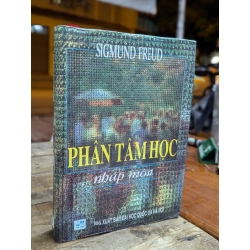 SIGMUND FREUD
PHÂN TÂM HỌC
nhập môn
NHÀ XUẤT BẢN ĐẠI HỌC QUỐC GIA HÀ NỘI